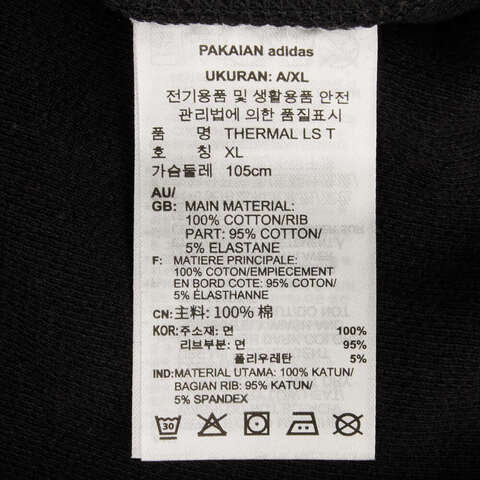 PAKAIAN adidas
UKURAN: A/XL
전기용품 및 생활용품 안전
관리법에 의한 품질표시
품 명 THERMAL LS T
호 칭 XL
가슴둘레 105cm
AU/
GB: MAIN MATERIAL:
100% COTTON/RIB
PART: 95% COTTON/
5% ELASTANE
F: MATIERE PRINCIPALE:
100% COTON/EMPIECEMENT
EN BORD COTE: 95% COTON/
5% ÉLASTHANNE
CN: 主料: 100% 棉
KOR: 주소재: 면 100%
리브부분: 면 95%
폴리우레탄 5%
IND: MATERIAL UTAMA: 100% KATUN/
BAGIAN RIB: 95% KATUN/
5% SPANDEX
30